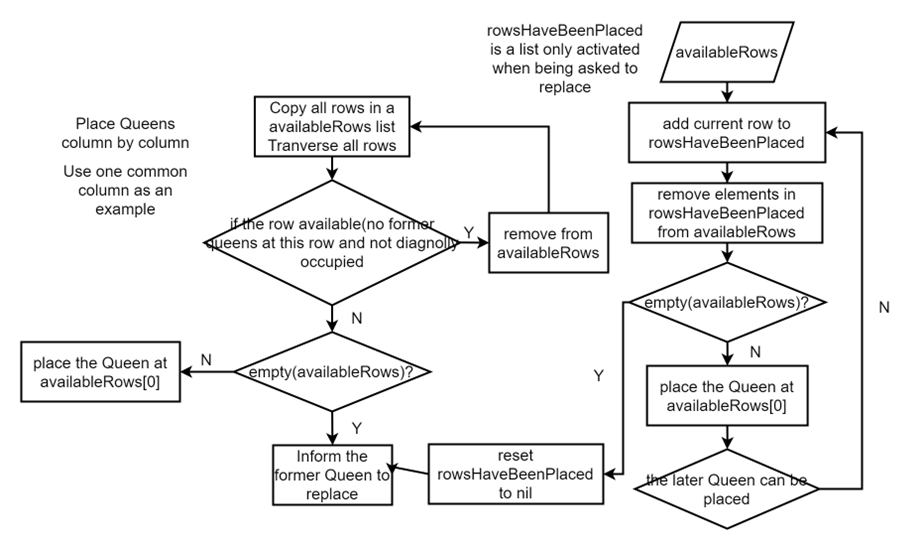 rowsHaveBeenPlaced
is a list only activated
when being asked to
replace
availableRows
Place Queens
column by column
Use one common
column as an
example
Copy all rows in a
availableRows list
Tranverse all rows
add current row to
rowsHaveBeenPlaced
remove elements in
rowsHaveBeenPlaced
from availableRows
if the row available(no former
queens at this row and not diagnolly
occupied
Y
remove from
availableRows
empty(availableRows)?
N
N
place the Queen at
availableRows[0]
N
empty(availableRows)?
Y
N
place the Queen at
availableRows[0]
Y
Inform the
former Queen to
replace
reset
rowsHaveBeenPlaced
to nil
the later Queen can be
placed